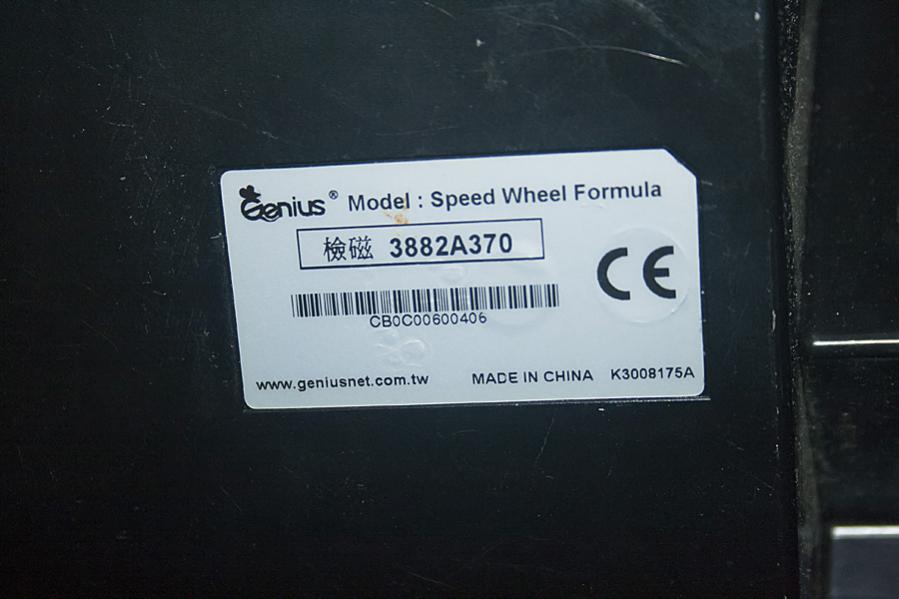 Genius® Model : Speed Wheel Formula
檢磁 3882A370
CE
CB0C00600406
www.geniusnet.com.tw MADE IN CHINA K3008175A